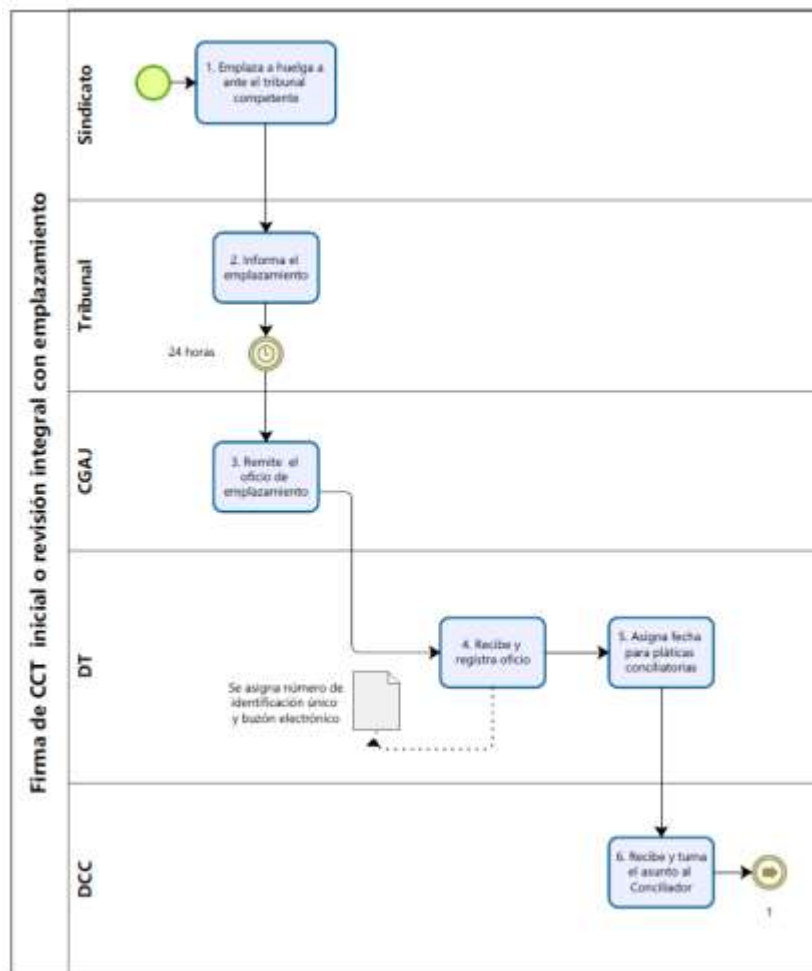 Firma de CCT inicial o revisión integral con emplazamiento
Sindicato
1. Emplaza a huelga a
ante el tribunal
competente
Tribunal
2. Informa el
emplazamiento
24 horas
CGAJ
3. Remite el
oficio de
emplazamiento
DT
4. Recibe y
registra oficio
5. Asigna fecha
para pláticas
conciliatorias
Se asigna número de
identificación único
y buzón electrónico
DCC
6. Recibe y turna
el asunto al
Conciliador
1